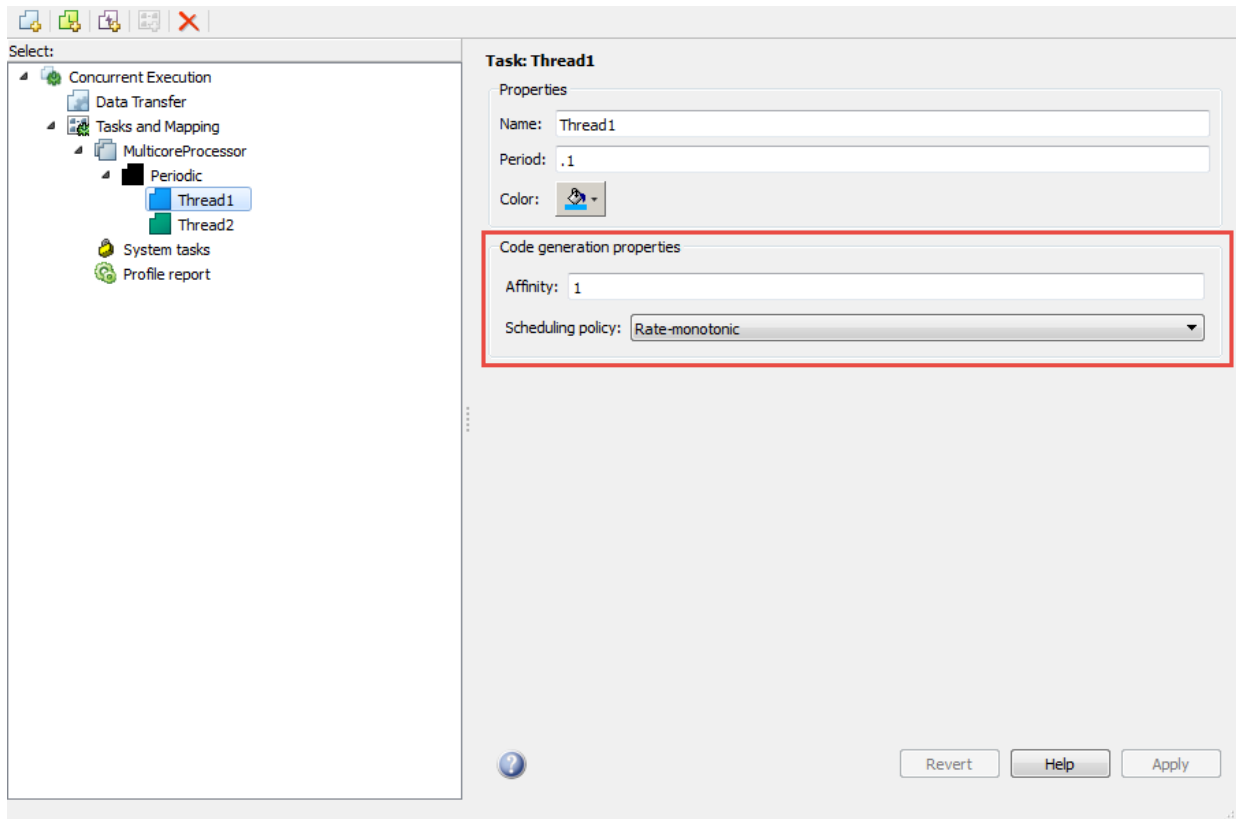 Select:
Concurrent Execution
Data Transfer
Tasks and Mapping
MulticoreProcessor
Periodic
Thread1
Thread2
System tasks
Profile report
Task: Thread1
Properties
Name: Thread1
Period: .1
Color:
Code generation properties
Affinity: 1
Scheduling policy: Rate-monotonic
? Revert Help Apply